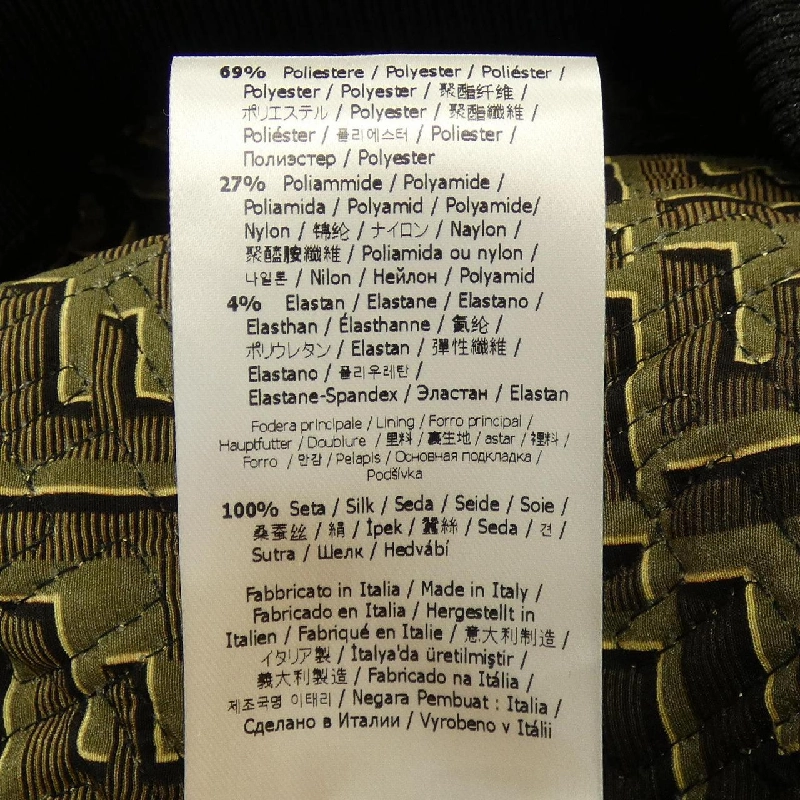 69% Poliestere / Polyester / Poliéster /
Polyester / Polyester / 聚酯纤维 /
ポリエステル / Polyester / 聚酯纖維 /
Poliéster / 폴리에스터 / Poliester /
Полиэстер / Polyester
27% Poliammide / Polyamide /
Poliamida / Polyamid / Polyamide/
Nylon / 锦纶 / ナイロン / Naylon /
聚醯胺纖維 / Poliamida ou nylon /
나일론 / Nilon / Нейлон / Polyamid
4% Elastan / Elastane / Elastano /
Elasthan / Élasthanne / 氨纶 /
ポリウレタン / Elastan / 彈性纖維 /
Elastano / 폴리우레탄 /
Elastane-Spandex / Эластан / Elastan
Fodera principale / Lining / Forro principal /
Hauptfutter / Doublure / 里料 / 裏生地 / astar / 裡料 /
Forro / 안감 / Pelapis / Основная подкладка /
Podšívka
100% Seta / Silk / Seda / Seide / Soie /
桑蚕丝 / 絹 / İpek / 蠶絲 / Seda / 견 /
Sutra / Шелк / Hedvábí
Fabbricato in Italia / Made in Italy /
Fabricado en Italia / Hergestellt in
Italien / Fabriqué en Italie / 意大利制造 /
イタリア製 / İtalya'da üretilmiştir /
義大利製造 / Fabricado na Itália /
제조국명 이태리 / Negara Pembuat : Italia /
Сделано в Италии / Vyrobeno v Itálii